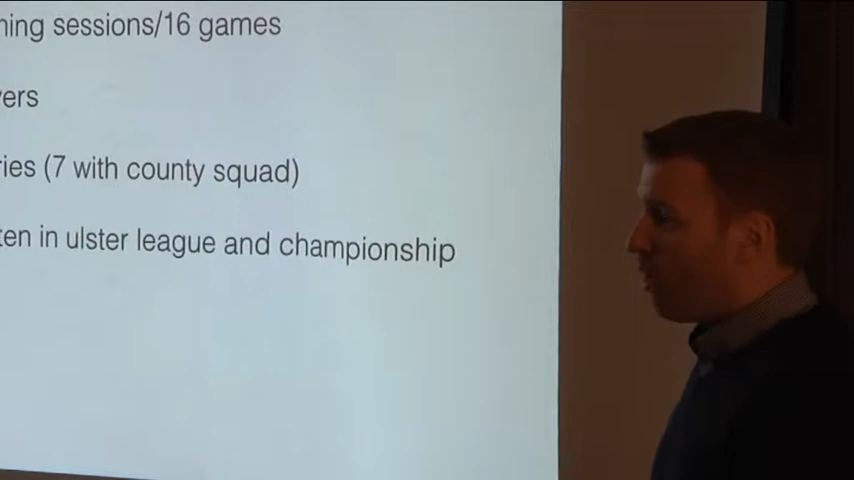 ning sessions/16 games
ers
ries (7 with county squad)
ten in ulster league and championship